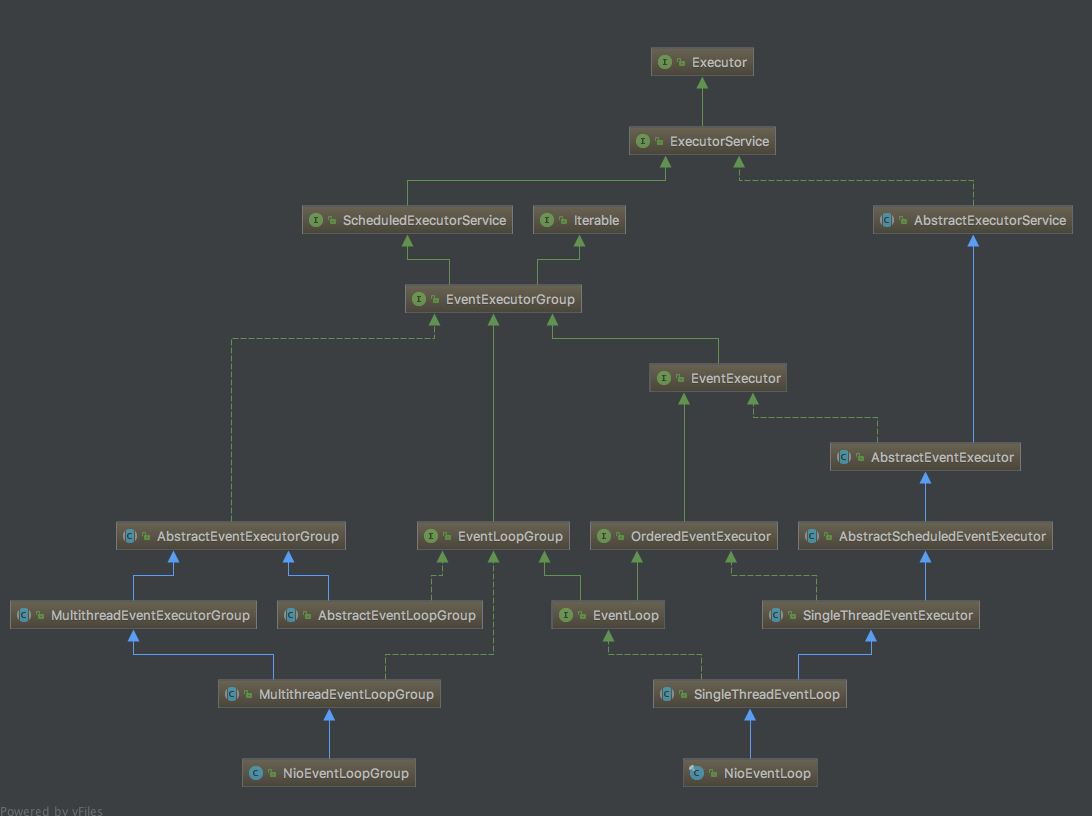 Executor
ExecutorService
ScheduledExecutorService
Iterable
AbstractExecutorService
EventExecutorGroup
EventExecutor
AbstractEventExecutor
AbstractEventExecutorGroup
EventLoopGroup
OrderedEventExecutor
AbstractScheduledEventExecutor
MultithreadEventExecutorGroup
AbstractEventLoopGroup
EventLoop
SingleThreadEventExecutor
MultithreadEventLoopGroup
SingleThreadEventLoop
NioEventLoopGroup
NioEventLoop
Powered by yFiles